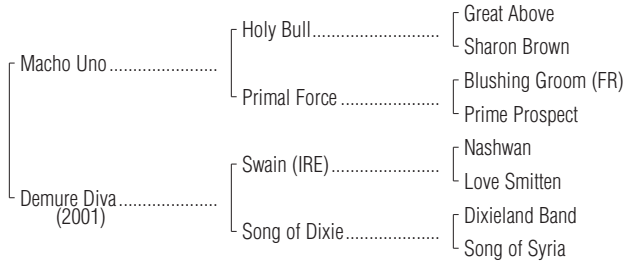 Great Above
Holy Bull
Sharon Brown
Macho Uno
Blushing Groom (FR)
Primal Force
Prime Prospect
Nashwan
Swain (IRE)
Love Smitten
Demure Diva
(2001)
Dixieland Band
Song of Dixie
Song of Syria